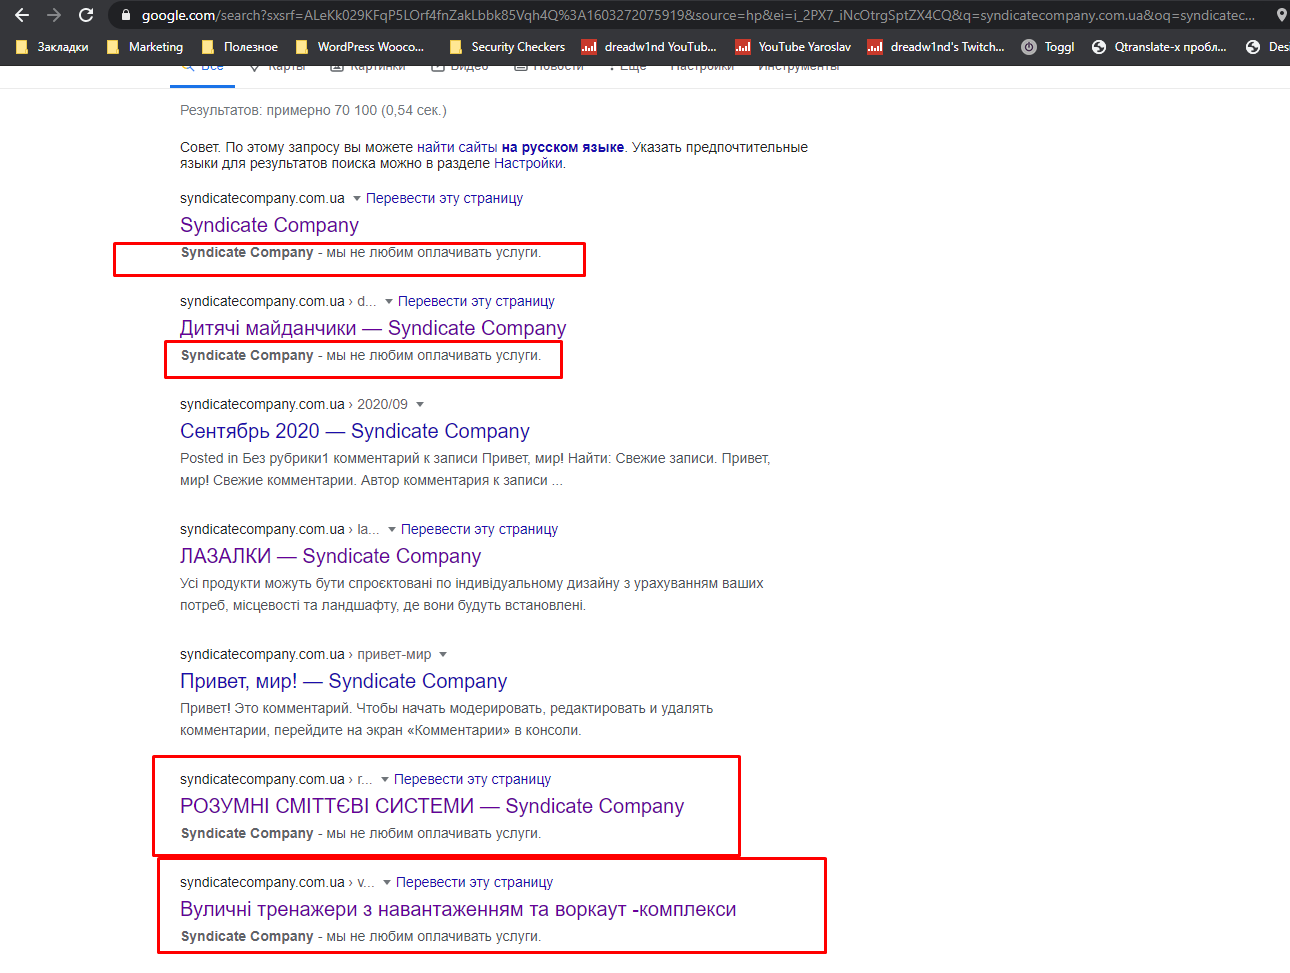 google.com/search?sxsrf=ALeKk029KFqP5LOrf4fnZakLbbk85Vqh4Q%3A1603272075919&source=hp&ei=i_2PX7_iNcOtrgSptZX4CQ&q=syndicatecompany.com.ua&oq=syndicatec...
Закладки Marketing Полезное WordPress Wooco... Security Checkers dreadw1nd YouTub... YouTube Yaroslav dreadw1nd's Twitch... Toggl Qtranslate-x пробл... Des
Все Карты Картинки Видео Новости Ещё Настройки Инструменты
Результатов: примерно 70 100 (0,54 сек.)
Совет. По этому запросу вы можете найти сайты на русском языке. Указать предпочтительные
языки для результатов поиска можно в разделе Настройки.
syndicatecompany.com.ua Перевести эту страницу
Syndicate Company
Syndicate Company - мы не любим оплачивать услуги.
syndicatecompany.com.ua › d... Перевести эту страницу
Дитячі майданчики — Syndicate Company
Syndicate Company - мы не любим оплачивать услуги.
syndicatecompany.com.ua › 2020/09
Сентябрь 2020 — Syndicate Company
Posted in Без рубрики1 комментарий к записи Привет, мир! Найти: Свежие записи. Привет,
мир! Свежие комментарии. Автор комментария к записи ...
syndicatecompany.com.ua › la... Перевести эту страницу
ЛАЗАЛКИ — Syndicate Company
Усі продукти можуть бути спроєктовані по індивідуальному дизайну з урахуванням ваших
потреб, місцевості та ландшафту, де вони будуть встановлені.
syndicatecompany.com.ua › привет-мир
Привет, мир! — Syndicate Company
Привет! Это комментарий. Чтобы начать модерировать, редактировать и удалять
комментарии, перейдите на экран «Комментарии» в консоли.
syndicatecompany.com.ua › r... Перевести эту страницу
РОЗУМНІ СМІТТЄВІ СИСТЕМИ — Syndicate Company
Syndicate Company - мы не любим оплачивать услуги.
syndicatecompany.com.ua › v... Перевести эту страницу
Вуличні тренажери з навантаженням та воркаут -комплекси
Syndicate Company - мы не любим оплачивать услуги.